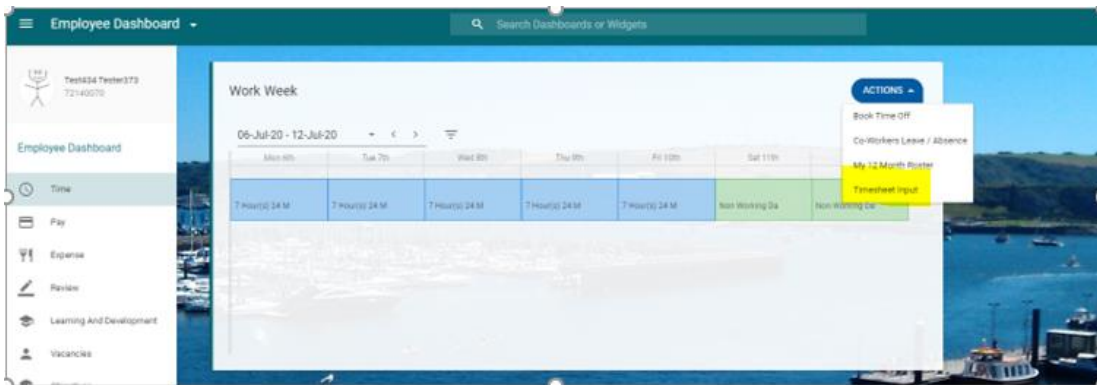 Employee Dashboard
Search Dashboards or Widgets
Test434 Tester373
72140070
Employee Dashboard
Time
Pay
Expense
Review
Learning And Development
Vacancies
Work Week
ACTIONS
Book Time Off
Co-Workers Leave / Absence
My 12 Month Roster
Timesheet Input
06-Jul-20 - 12-Jul-20
Mon 6th Tue 7th Wed 8th Thu 9th Fri 10th Sat 11th
7 Hour(s) 24 M 7 Hour(s) 24 M 7 Hour(s) 24 M 7 Hour(s) 24 M 7 Hour(s) 24 M Non Working Da Non Working Da